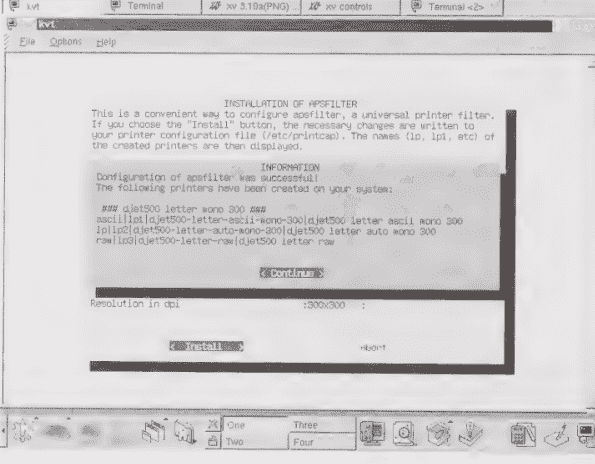 kvt Terminal xv 3.10a(PNG) xv controls Terminal <2>
kvt
File Options Help
INSTALLATION OF APSFILTER
This is a convenient way to configure apsfilter, a universal printer filter.
If you choose the "Install" button, the necessary changes are written to
your printer configuration file (/etc/printcap). The names (lp, lp1, etc) of
the created printers are then displayed.
INFORMATION
Configuration of apsfilter was successful!
The following printers have been created on your system:
### djet500 letter mono 300 ###
ascii|lp1|djet500-letter-ascii-mono-300|djet500 letter ascii mono 300
lp|lp2|djet500-letter-auto-mono-300|djet500 letter auto mono 300
raw|lp3|djet500-letter-raw|djet500 letter raw
< Continue >
Resolution in dpi :300x300 :
< Install > Abort
One Three
Two Four